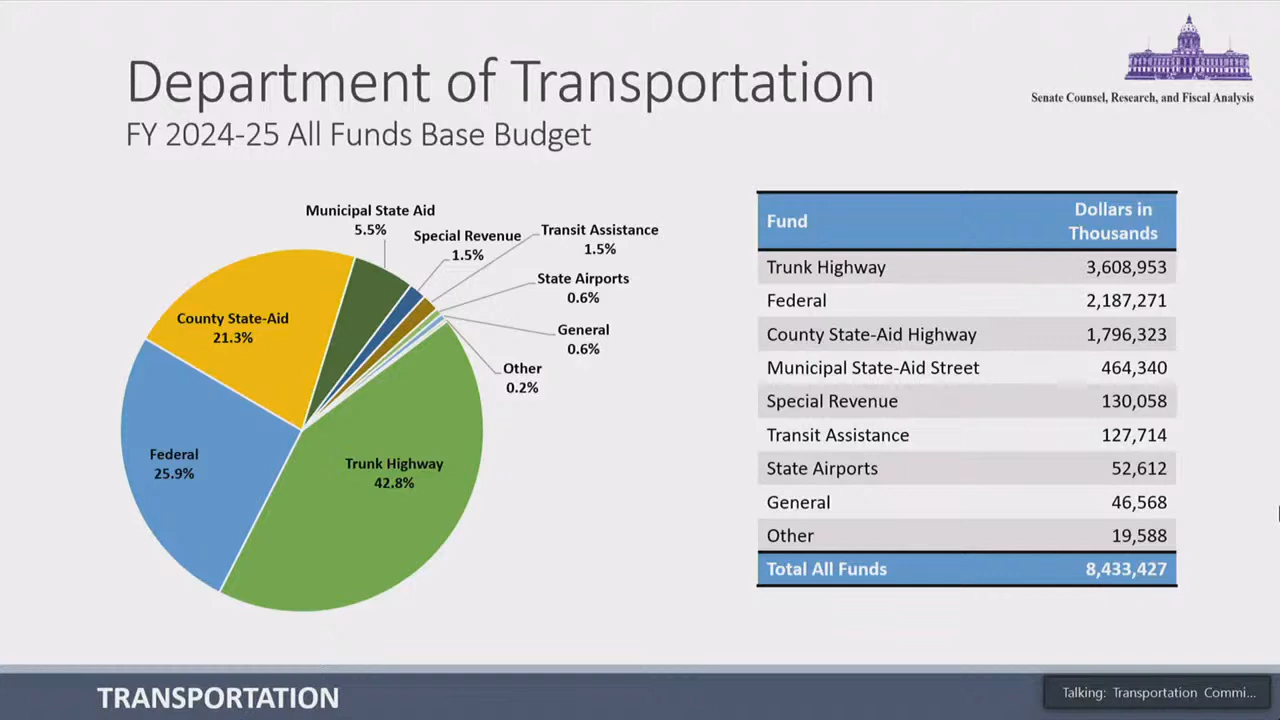 Department of Transportation
FY 2024-25 All Funds Base Budget
Senate Counsel, Research, and Fiscal Analysis
Municipal State Aid
5.5%
Special Revenue
1.5%
Transit Assistance
1.5%
State Airports
0.6%
General
0.6%
Other
0.2%
County State-Aid
21.3%
Federal
25.9%
Trunk Highway
42.8%
Fund Dollars in
Thousands
Trunk Highway 3,608,953
Federal 2,187,271
County State-Aid Highway 1,796,323
Municipal State-Aid Street 464,340
Special Revenue 130,058
Transit Assistance 127,714
State Airports 52,612
General 46,568
Other 19,588
Total All Funds 8,433,427
TRANSPORTATION
Talking: Transportation Commi...